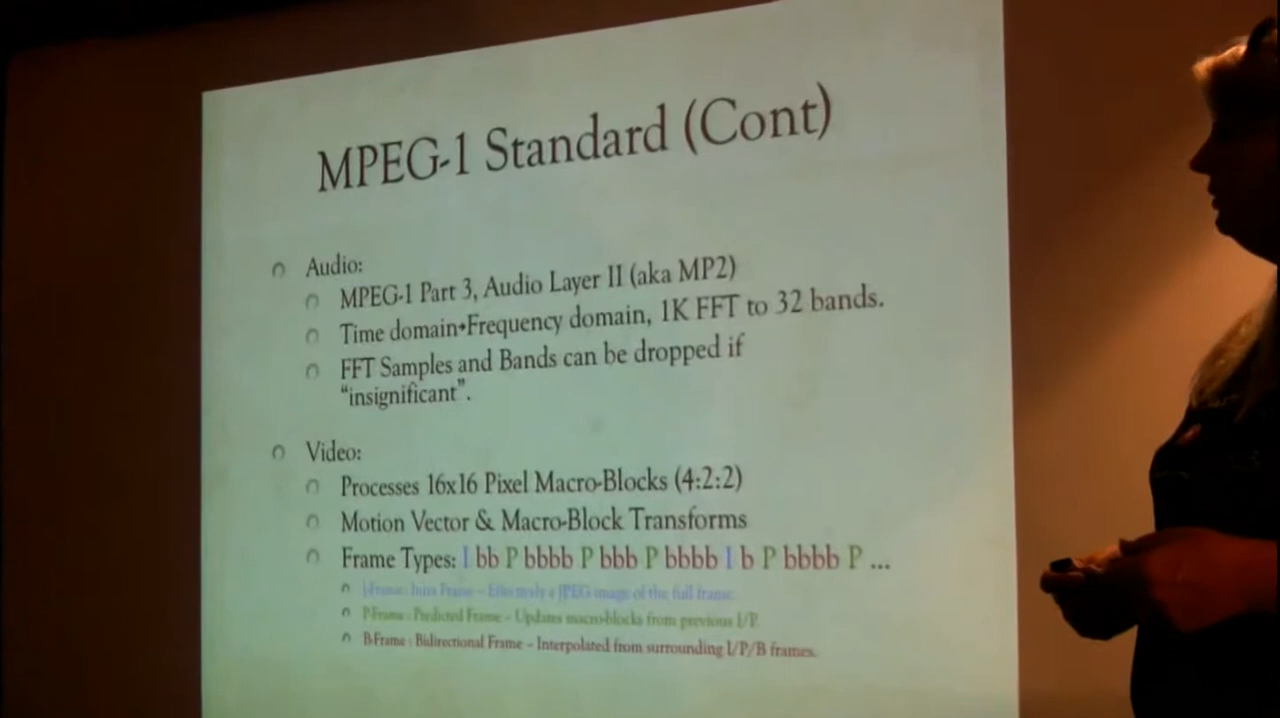 MPEG-1 Standard (Cont)
Audio:
MPEG-1 Part 3, Audio Layer II (aka MP2)
Time domain→Frequency domain, 1K FFT to 32 bands.
FFT Samples and Bands can be dropped if
“insignificant”.
Video:
Processes 16x16 Pixel Macro-Blocks (4:2:2)
Motion Vector & Macro-Block Transforms
Frame Types: I bb P bbbb P bbb P bbbb I b P bbbb P ...
I-Frame : Intra Frame – Effectively a JPEG image of the full frame.
P-Frame : Predicted Frame – Updates macro-blocks from previous I/P.
B-Frame : Bidirectional Frame – Interpolated from surrounding I/P/B frames.